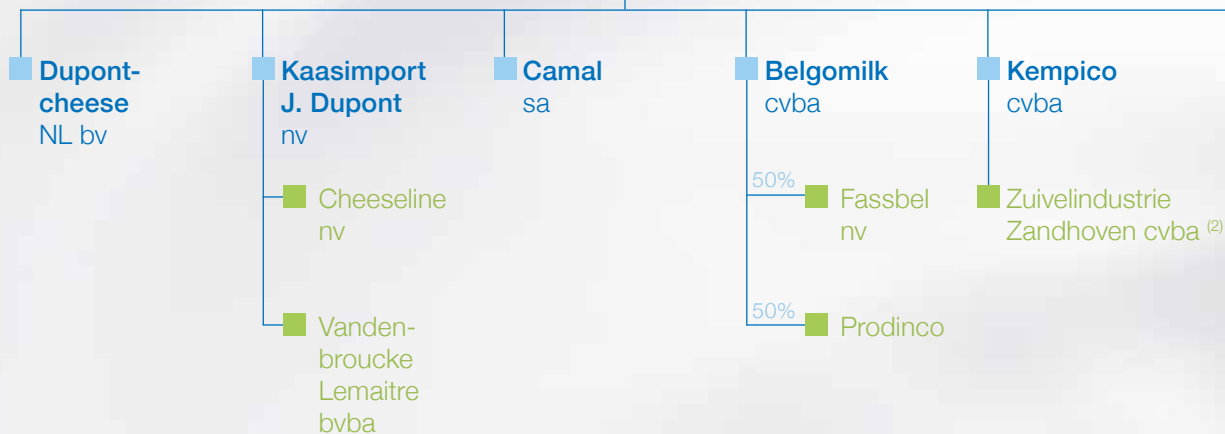 Dupont-
cheese
NL bv
Kaasimport
J. Dupont
nv
Camal
sa
Belgomilk
cvba
Kempico
cvba
Cheeseline
nv
50%
Fassbel
nv
Zuivelindustrie
Zandhoven cvba (2)
Vanden-
broucke
Lemaitre
bvba
50%
Prodinco